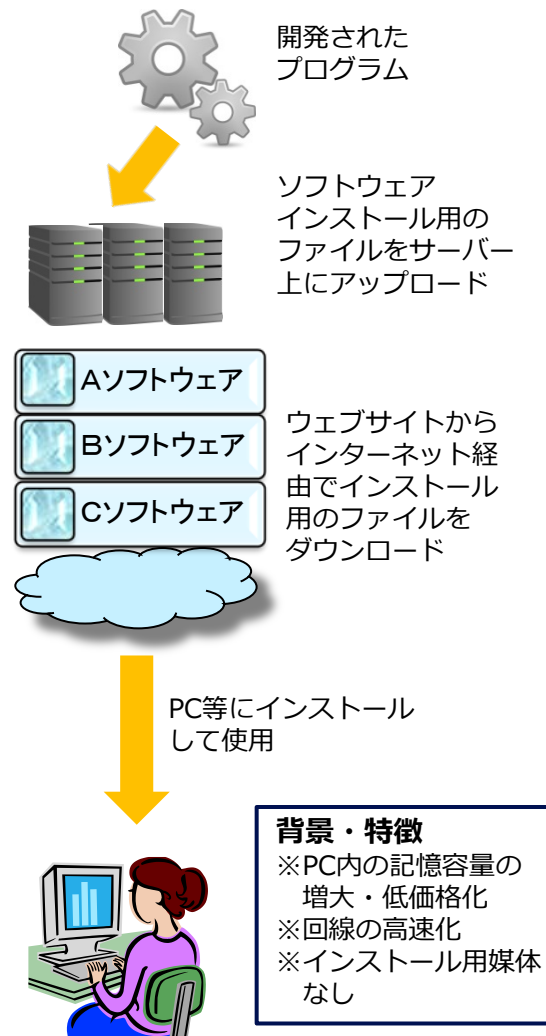 開発された
プログラム
ソフトウェア
インストール用の
ファイルをサーバー
上にアップロード
Aソフトウェア
Bソフトウェア
Cソフトウェア
ウェブサイトから
インターネット経
由でインストール
用のファイルを
ダウンロード
PC等にインストール
して使用
背景・特徴
※PC内の記憶容量の
増大・低価格化
※回線の高速化
※インストール用媒体
なし